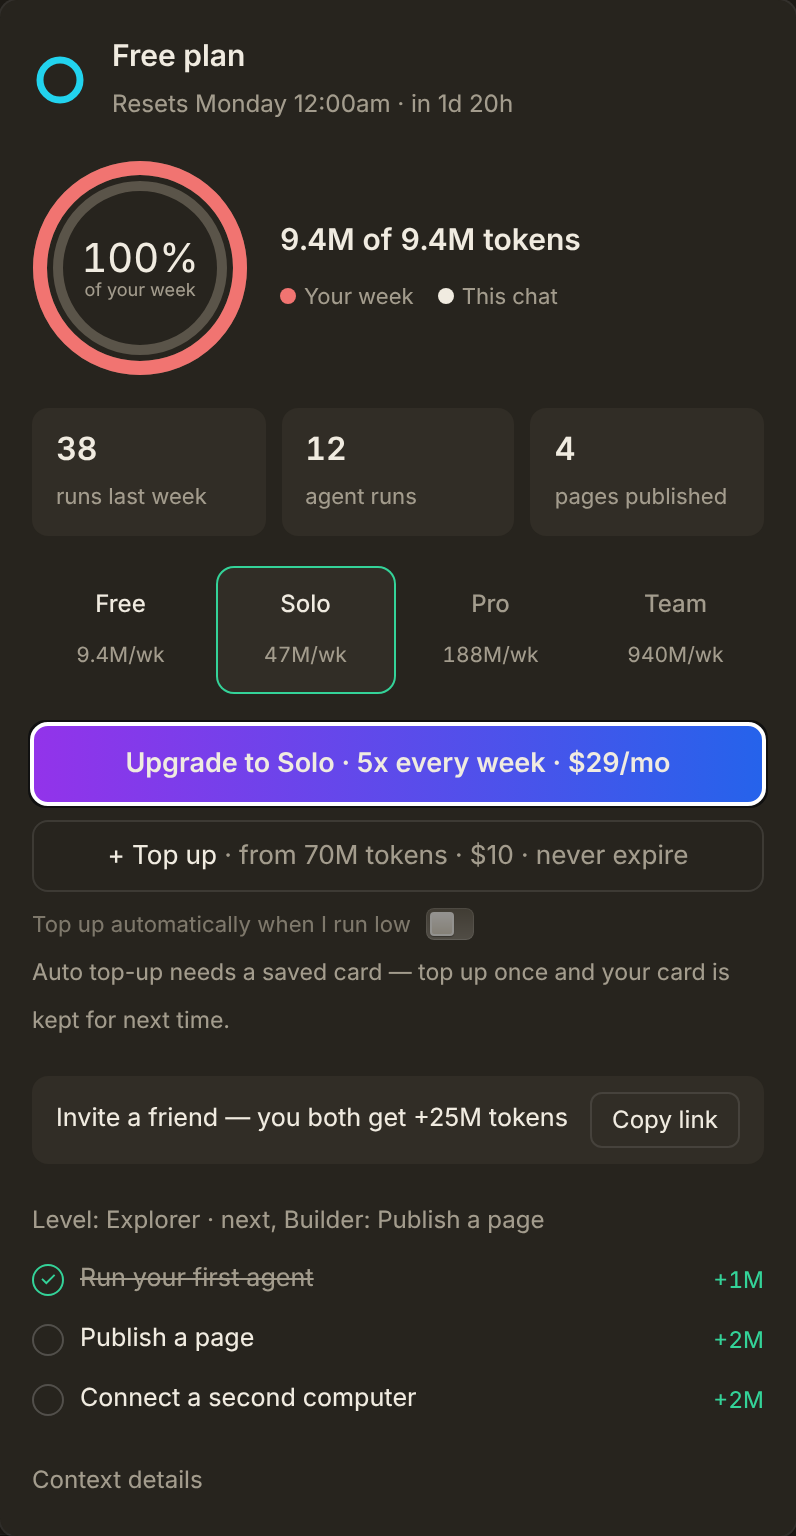 Free plan
Resets Monday 12:00am · in 1d 20h
100%
of your week
9.4M of 9.4M tokens
Your week
This chat
38
runs last week
12
agent runs
4
pages published
Free
9.4M/wk
Solo
47M/wk
Pro
188M/wk
Team
940M/wk
Upgrade to Solo · 5x every week · $29/mo
+ Top up · from 70M tokens · $10 · never expire
Top up automatically when I run low
Auto top-up needs a saved card — top up once and your card is
kept for next time.
Invite a friend — you both get +25M tokens
Copy link
Level: Explorer · next, Builder: Publish a page
Run your first agent +1M
Publish a page +2M
Connect a second computer +2M
Context details